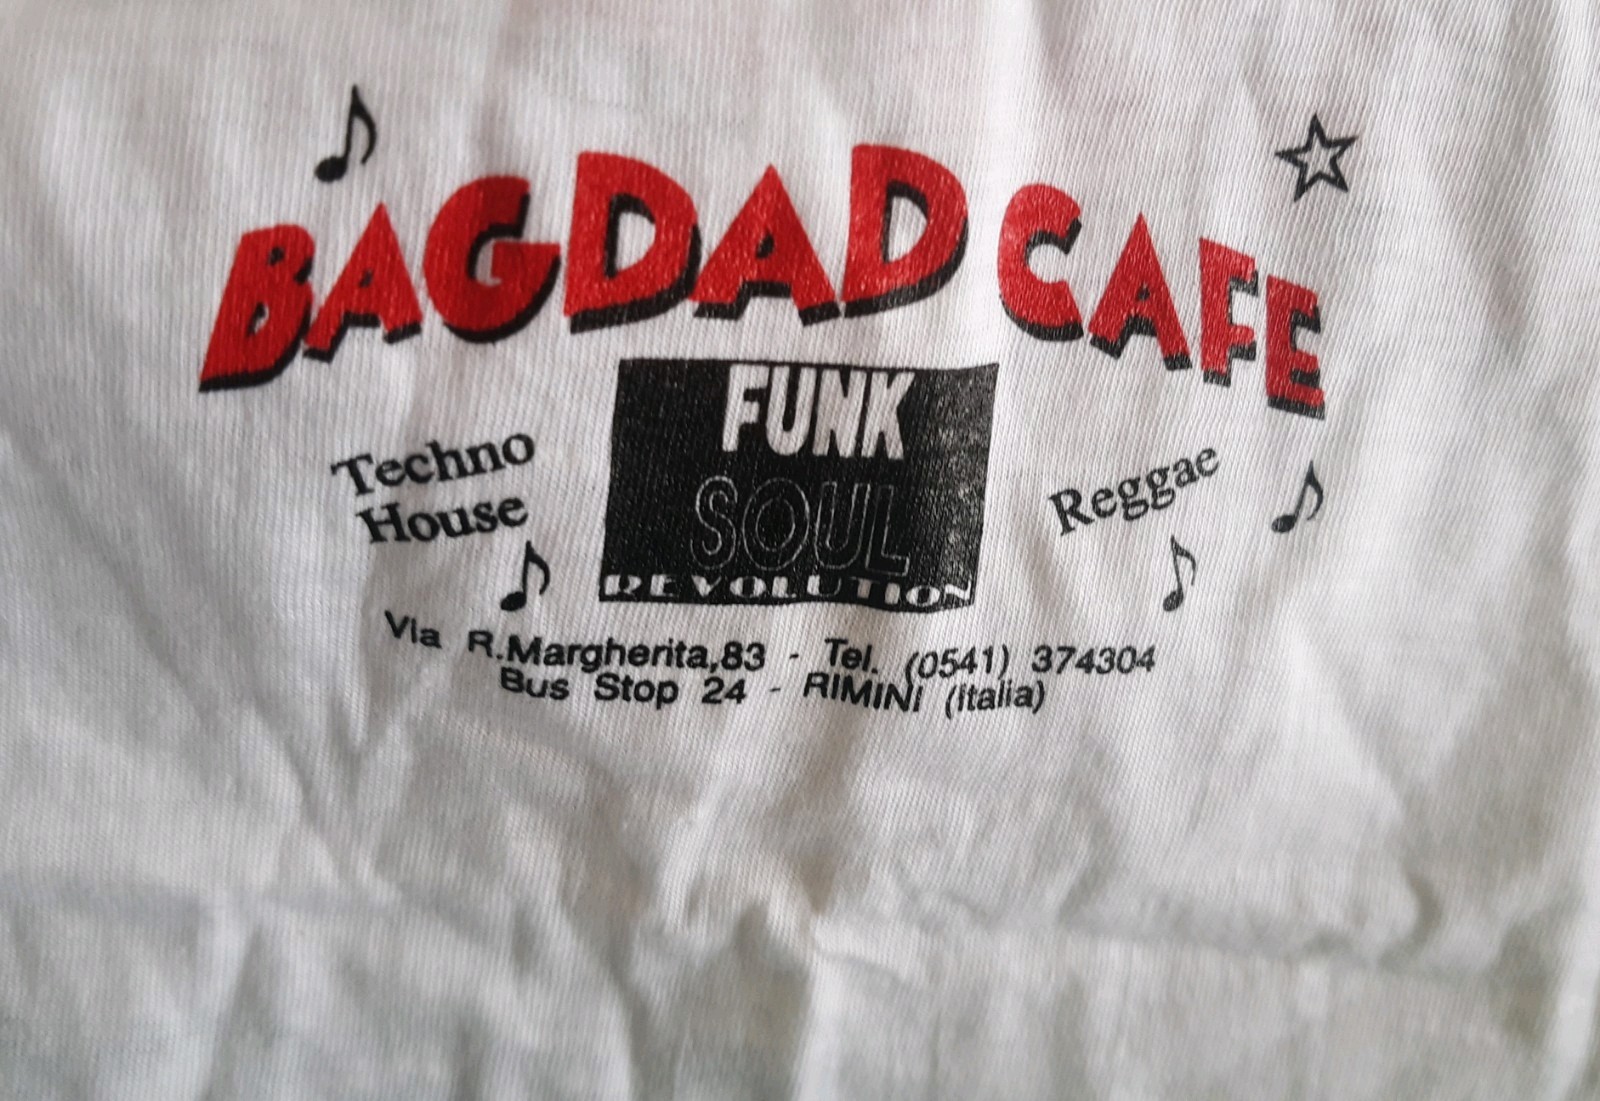 BAGDAD CAFE
Techno
House
FUNK
SOUL
REVOLUTION
Reggae
Via R.Margherita,83 - Tel. (0541) 374304
Bus Stop 24 - RIMINI (Italia)